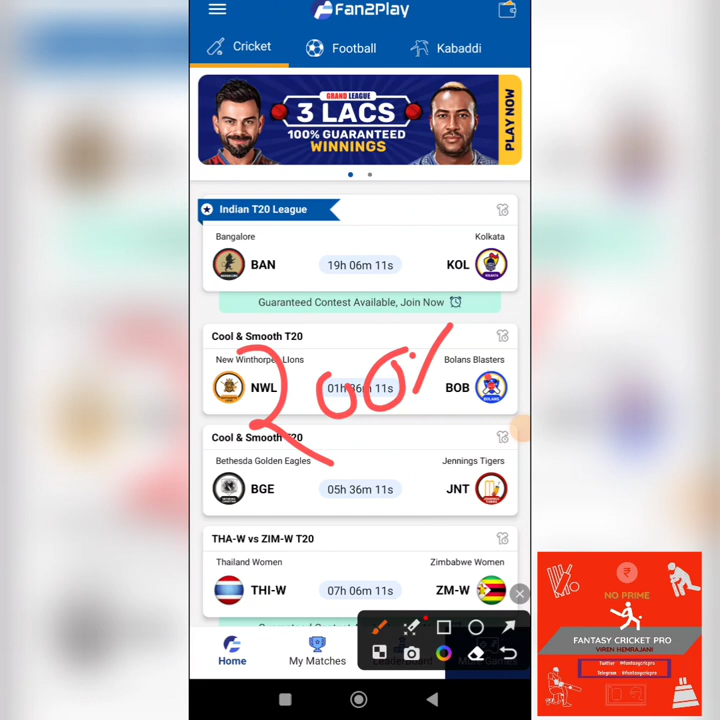 Fan2Play
Cricket Football Kabaddi
GRAND LEAGUE
3 LACS
100% GUARANTEED
WINNINGS
PLAY NOW
Indian T20 League
Bangalore Kolkata
BAN 19h 06m 11s KOL
Guaranteed Contest Available, Join Now
Cool & Smooth T20
New Winthorpe LIons Bolans Blasters
NWL 01h 36m 11s BOB
200%
Cool & Smooth T20
Bethesda Golden Eagles Jennings Tigers
BGE 05h 36m 11s JNT
THA-W vs ZIM-W T20
Thailand Women Zimbabwe Women
THI-W 07h 06m 11s ZM-W
Home My Matches
NO PRIME
FANTASY CRICKET PRO
VIREN HEMRAJANI
Twitter @fantasycricpro
Telegram @fantasycricpro